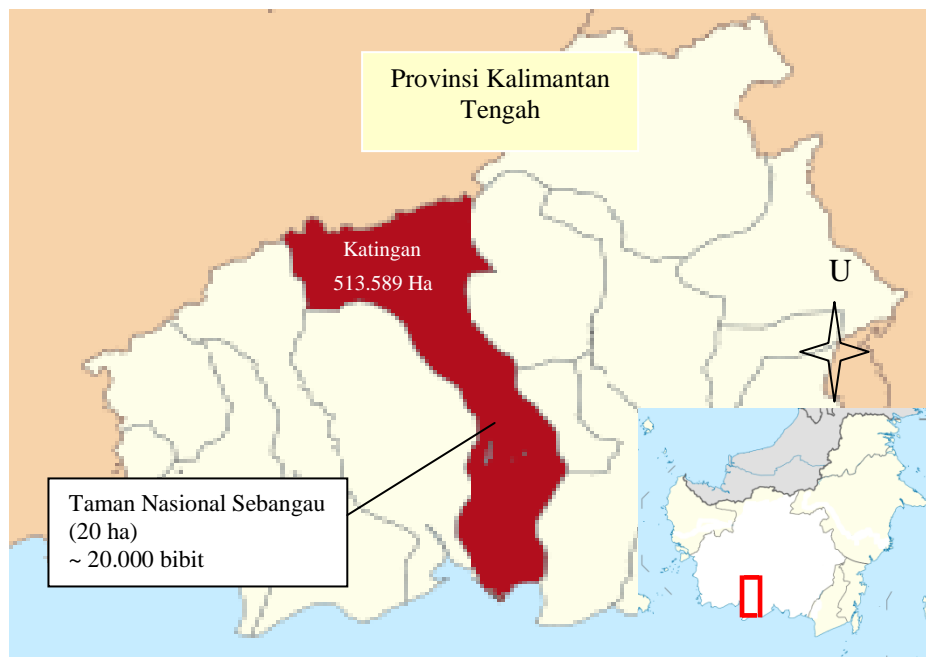 Provinsi Kalimantan
Tengah
Katingan
513.589 Ha
U
Taman Nasional Sebangau
(20 ha)
~ 20.000 bibit